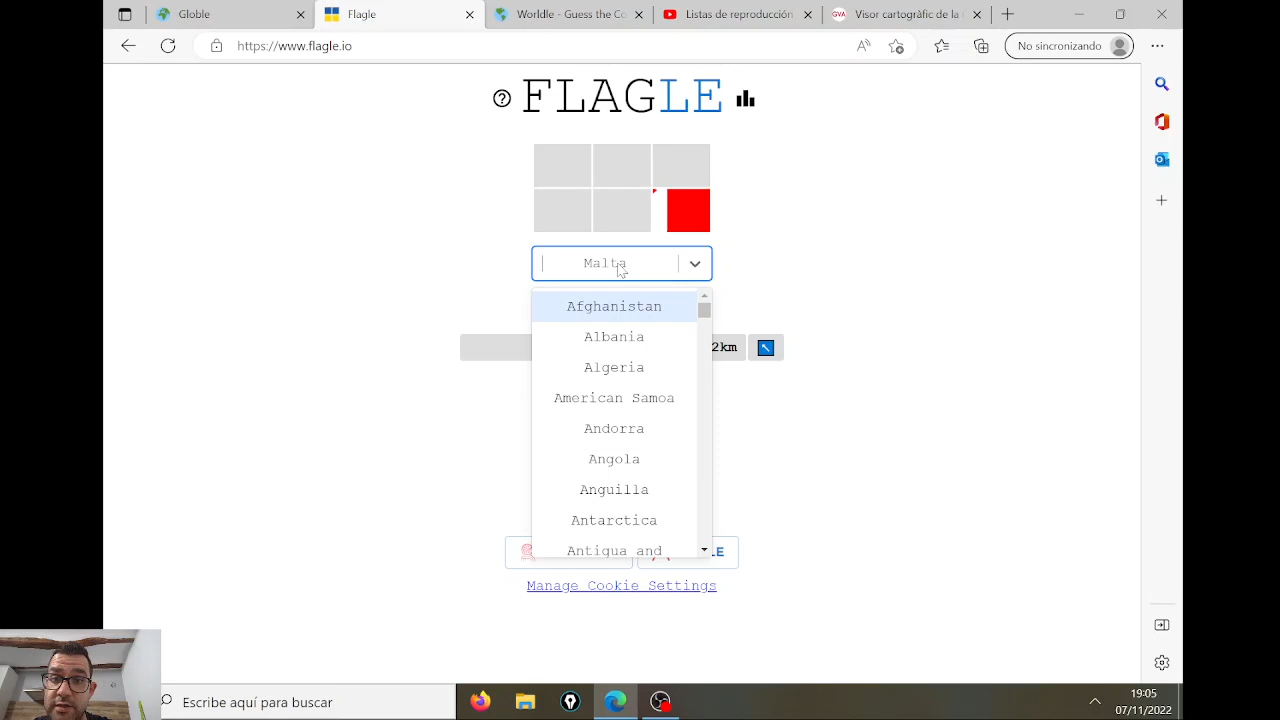 Globle
Flagle
Worldle - Guess the Co
Listas de reproducción
GVA
Visor cartogràfic de la
https://www.flagle.io
No sincronizando
FLAGLE
Malta
Afghanistan
Albania
2km
Algeria
American Samoa
Andorra
Angola
Anguilla
Antarctica
Antigua and
LE
Manage Cookie Settings
Escribe aquí para buscar
19:05
07/11/2022